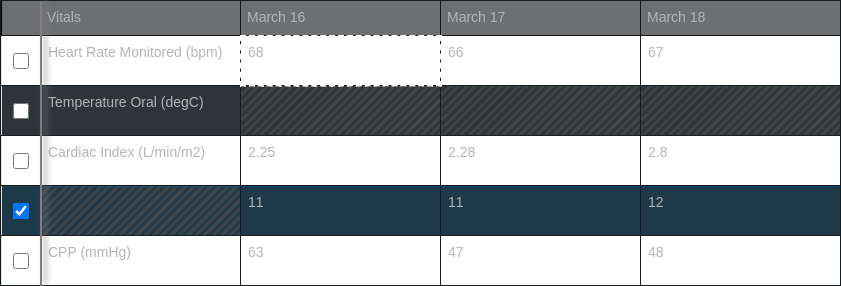 Vitals March 16 March 17 March 18
Heart Rate Monitored (bpm) 68 66 67
Temperature Oral (degC)
Cardiac Index (L/min/m2) 2.25 2.28 2.8
11 11 12
CPP (mmHg) 63 47 48